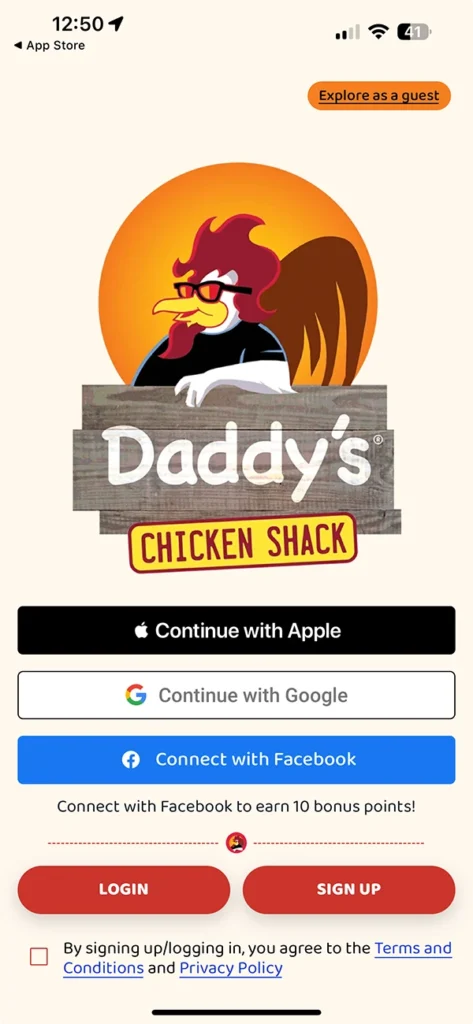 12:50
41
◀ App Store
Explore as a guest
Daddy's®
CHICKEN SHACK
Continue with Apple
Continue with Google
Connect with Facebook
Connect with Facebook to earn 10 bonus points!
LOGIN
SIGN UP
By signing up/logging in, you agree to the Terms and
Conditions and Privacy Policy